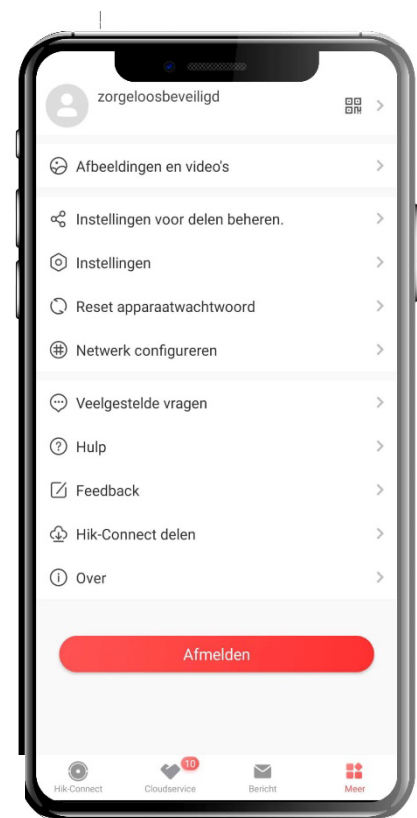 zorgeloosbeveiligd
Afbeeldingen en video's
Instellingen voor delen beheren.
Instellingen
Reset apparaatwachtwoord
Netwerk configureren
Veelgestelde vragen
Hulp
Feedback
Hik-Connect delen
Over
Afmelden
10
Hik-Connect Cloudservice Bericht Meer